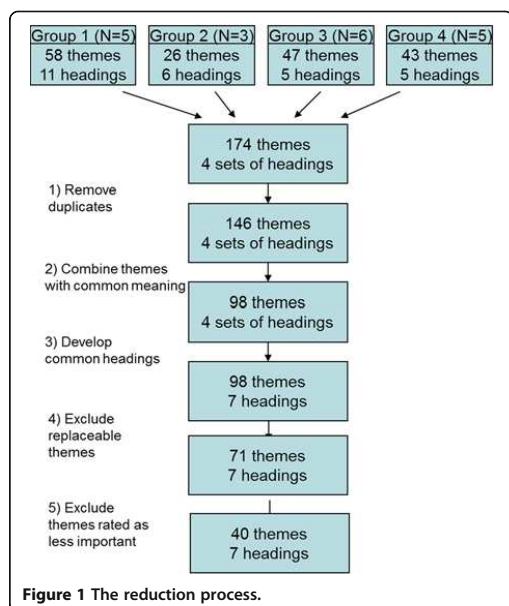 Group 1 (N=5)
58 themes
11 headings
Group 2 (N=3)
26 themes
6 headings
Group 3 (N=6)
47 themes
5 headings
Group 4 (N=5)
43 themes
5 headings
174 themes
4 sets of headings
1) Remove
duplicates
146 themes
4 sets of headings
2) Combine themes
with common meaning
98 themes
4 sets of headings
3) Develop
common headings
98 themes
7 headings
4) Exclude
replaceable
themes
71 themes
7 headings
5) Exclude
themes rated as
less important
40 themes
7 headings
Figure 1 The reduction process.